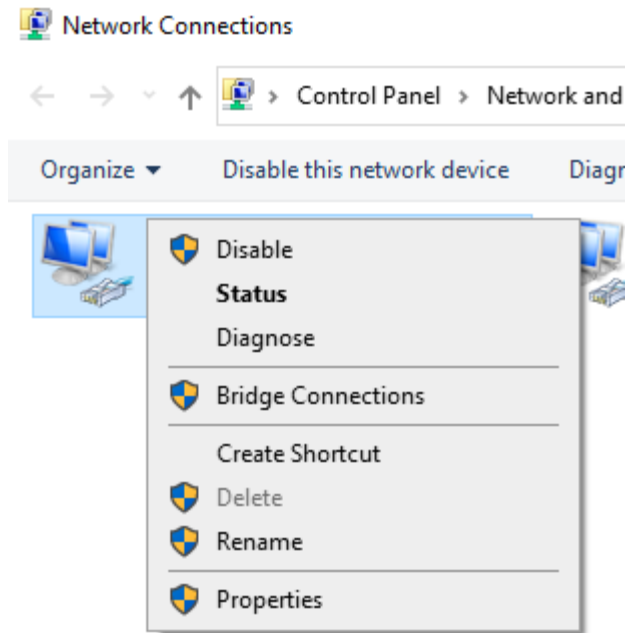 Network Connections
Control Panel > Network and
Organize Disable this network device
Disable
Status
Diagnose
Bridge Connections
Create Shortcut
Delete
Rename
Properties